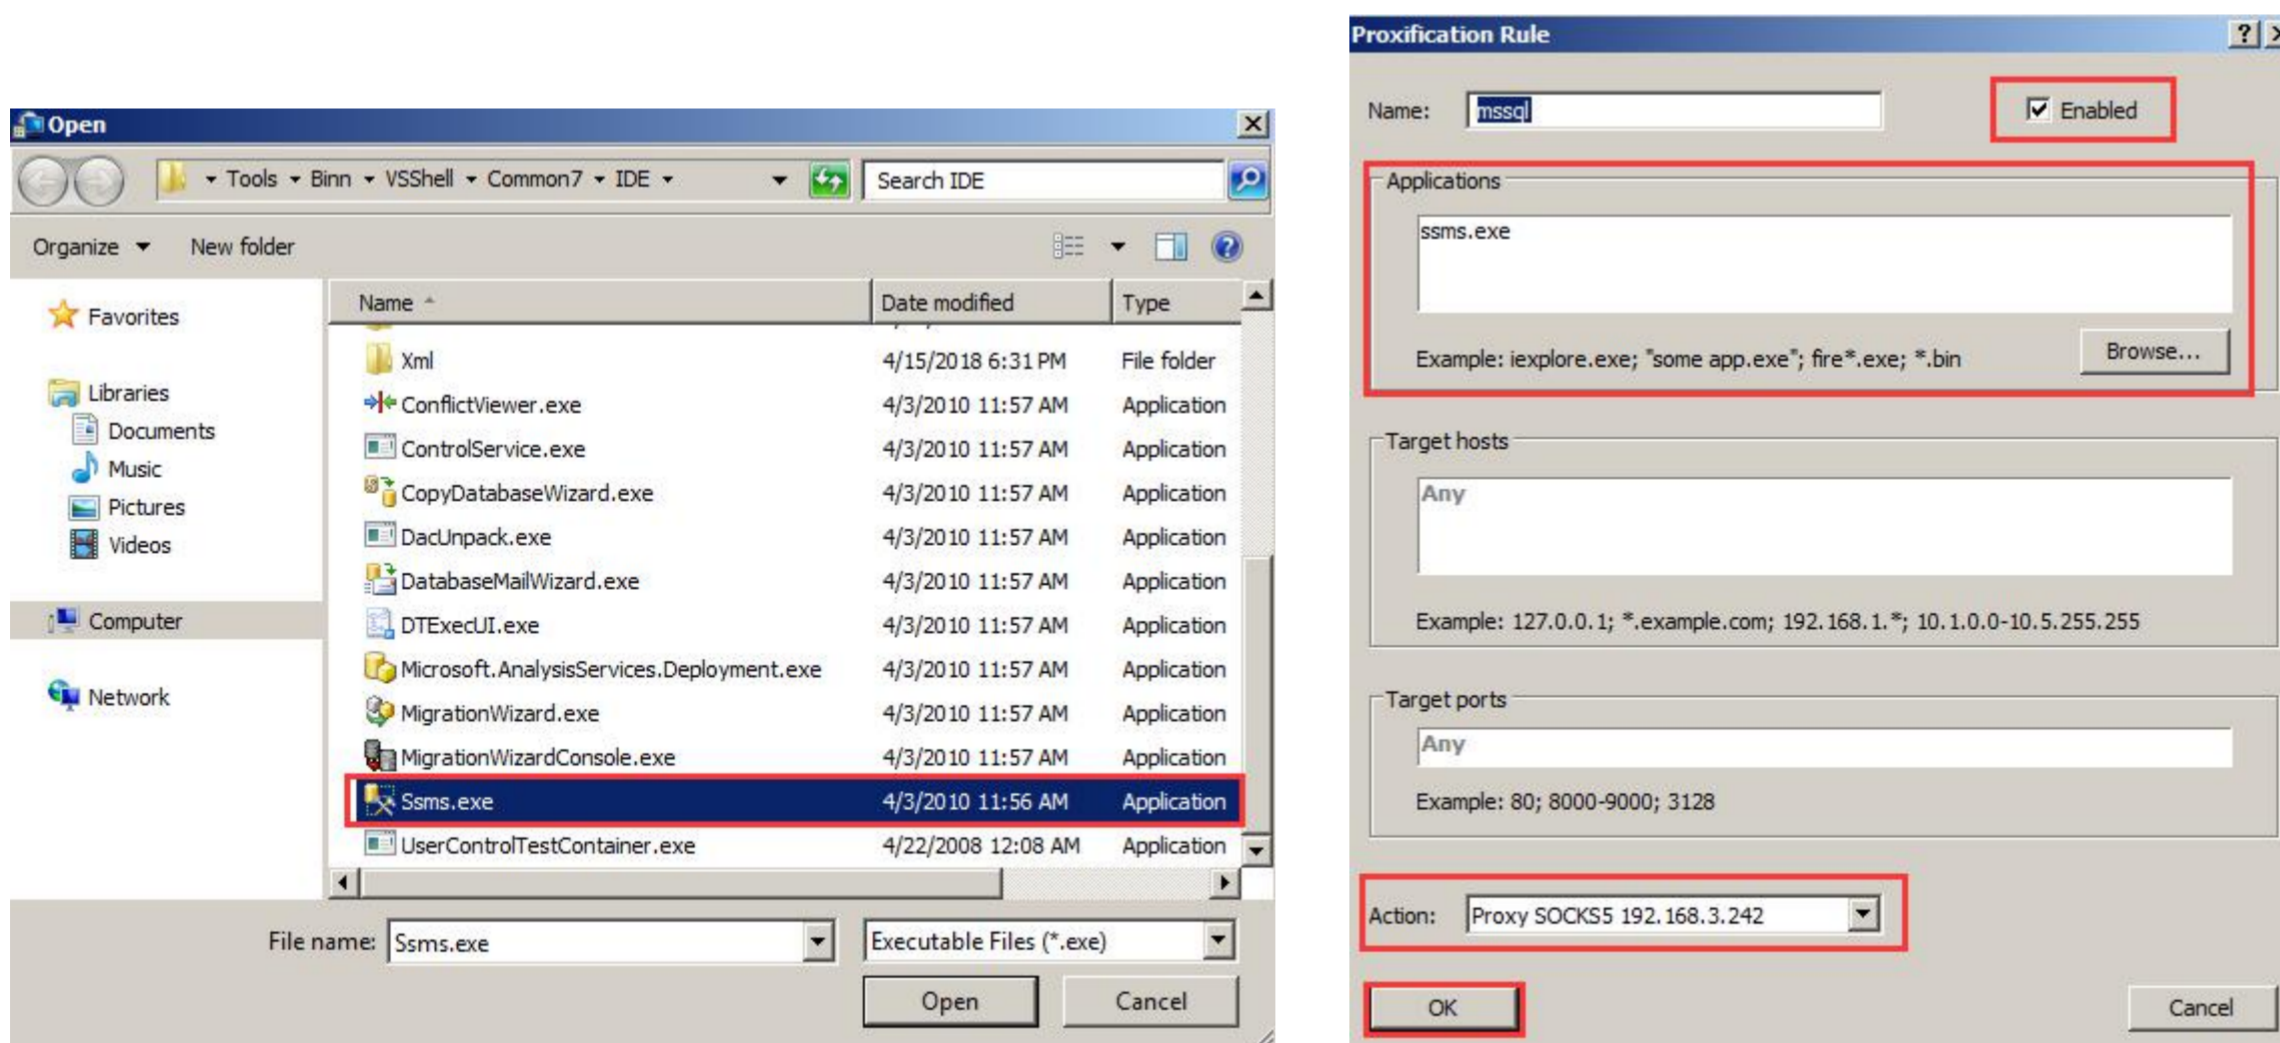 Open
Tools Binn VSShell Common7 IDE
Search IDE
Organize New folder
Favorites
Libraries
Documents
Music
Pictures
Videos
Computer
Network
Name Date modified Type
Xml 4/15/2018 6:31 PM File folder
ConflictViewer.exe 4/3/2010 11:57 AM Application
ControlService.exe 4/3/2010 11:57 AM Application
CopyDatabaseWizard.exe 4/3/2010 11:57 AM Application
DacUnpack.exe 4/3/2010 11:57 AM Application
DatabaseMailWizard.exe 4/3/2010 11:57 AM Application
DTExecUI.exe 4/3/2010 11:57 AM Application
Microsoft.AnalysisServices.Deployment.exe 4/3/2010 11:57 AM Application
MigrationWizard.exe 4/3/2010 11:57 AM Application
MigrationWizardConsole.exe 4/3/2010 11:57 AM Application
Ssms.exe 4/3/2010 11:56 AM Application
UserControlTestContainer.exe 4/22/2008 12:08 AM Application
File name: Ssms.exe Executable Files (*.exe)
Open Cancel
Proxification Rule
Name: mssql Enabled
Applications
ssms.exe
Example: iexplore.exe; "some app.exe"; fire*.exe; *.bin Browse...
Target hosts
Any
Example: 127.0.0.1; *.example.com; 192.168.1.*; 10.1.0.0-10.5.255.255
Target ports
Any
Example: 80; 8000-9000; 3128
Action: Proxy SOCKS5 192.168.3.242
OK Cancel